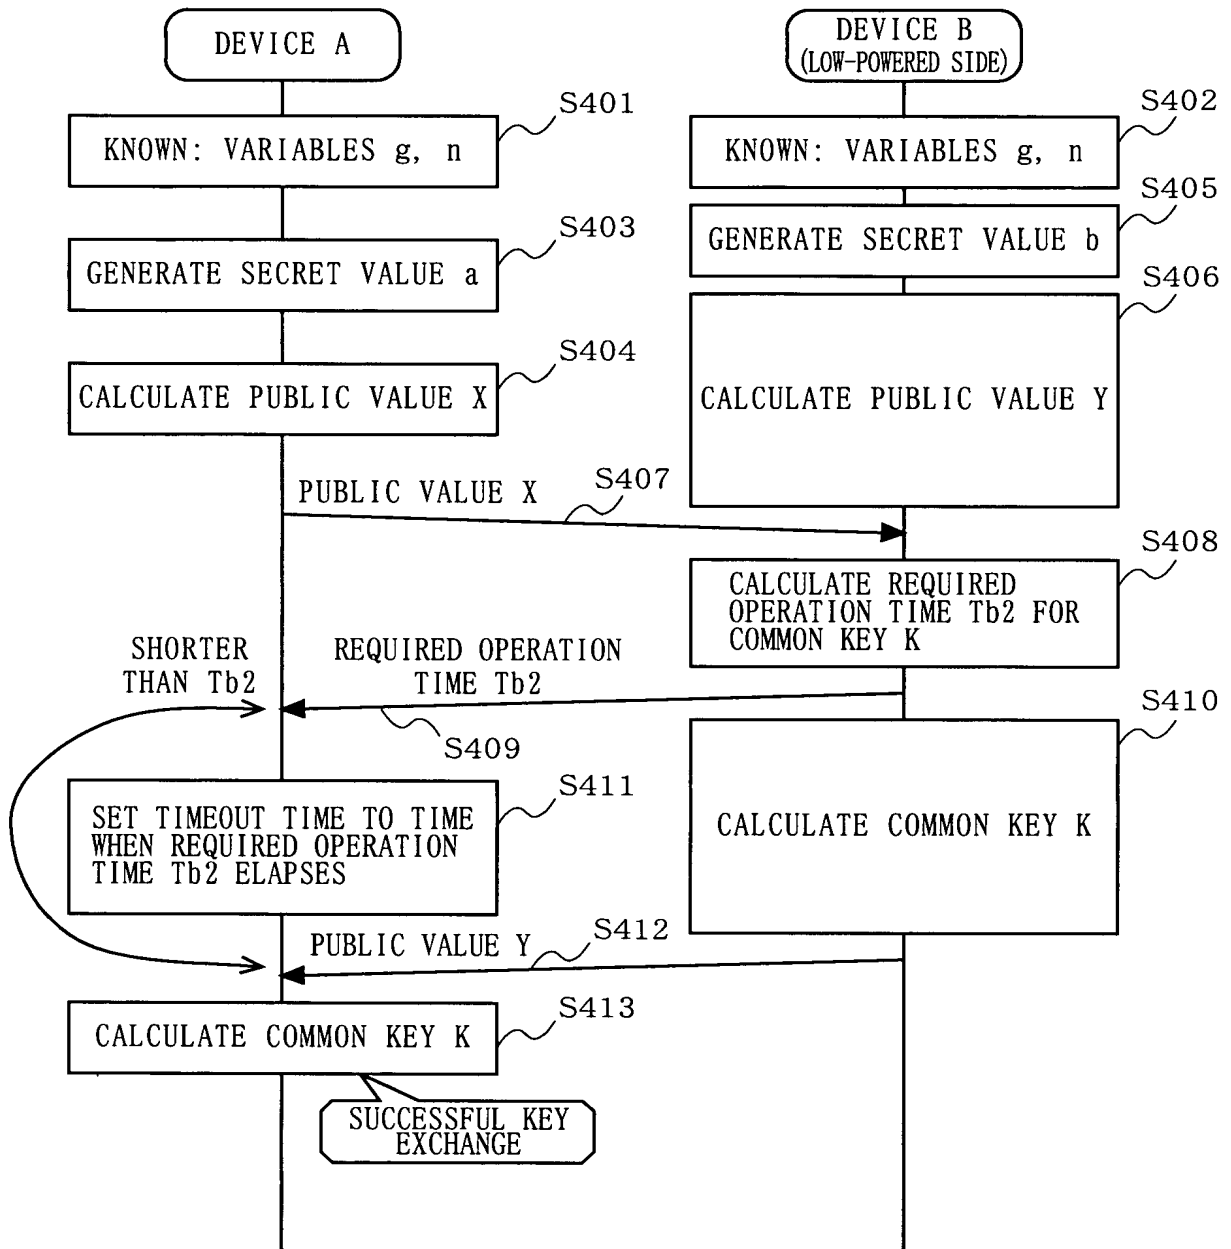 DEVICE A
DEVICE B
(LOW-POWERED SIDE)
S401
KNOWN: VARIABLES g, n
S402
KNOWN: VARIABLES g, n
S403
GENERATE SECRET VALUE a
S405
GENERATE SECRET VALUE b
S404
CALCULATE PUBLIC VALUE X
S406
CALCULATE PUBLIC VALUE Y
PUBLIC VALUE X
S407
S408
CALCULATE REQUIRED
OPERATION TIME Tb2 FOR
COMMON KEY K
SHORTER
THAN Tb2
REQUIRED OPERATION
TIME Tb2
S409
S410
CALCULATE COMMON KEY K
S411
SET TIMEOUT TIME TO TIME
WHEN REQUIRED OPERATION
TIME Tb2 ELAPSES
PUBLIC VALUE Y
S412
S413
CALCULATE COMMON KEY K
SUCCESSFUL KEY
EXCHANGE